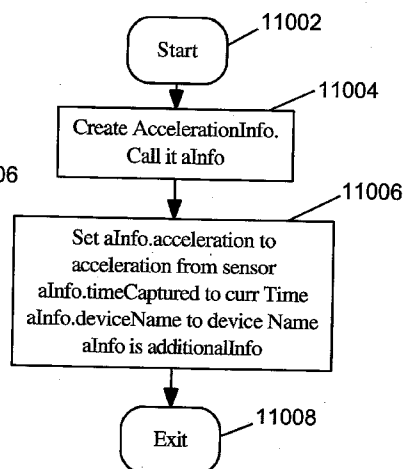 Start
11002
Create AccelerationInfo.
Call it aInfo
11004
06
Set aInfo.acceleration to
acceleration from sensor
aInfo.timeCaptured to curr Time
aInfo.deviceName to device Name
aInfo is additionalInfo
11006
Exit
11008